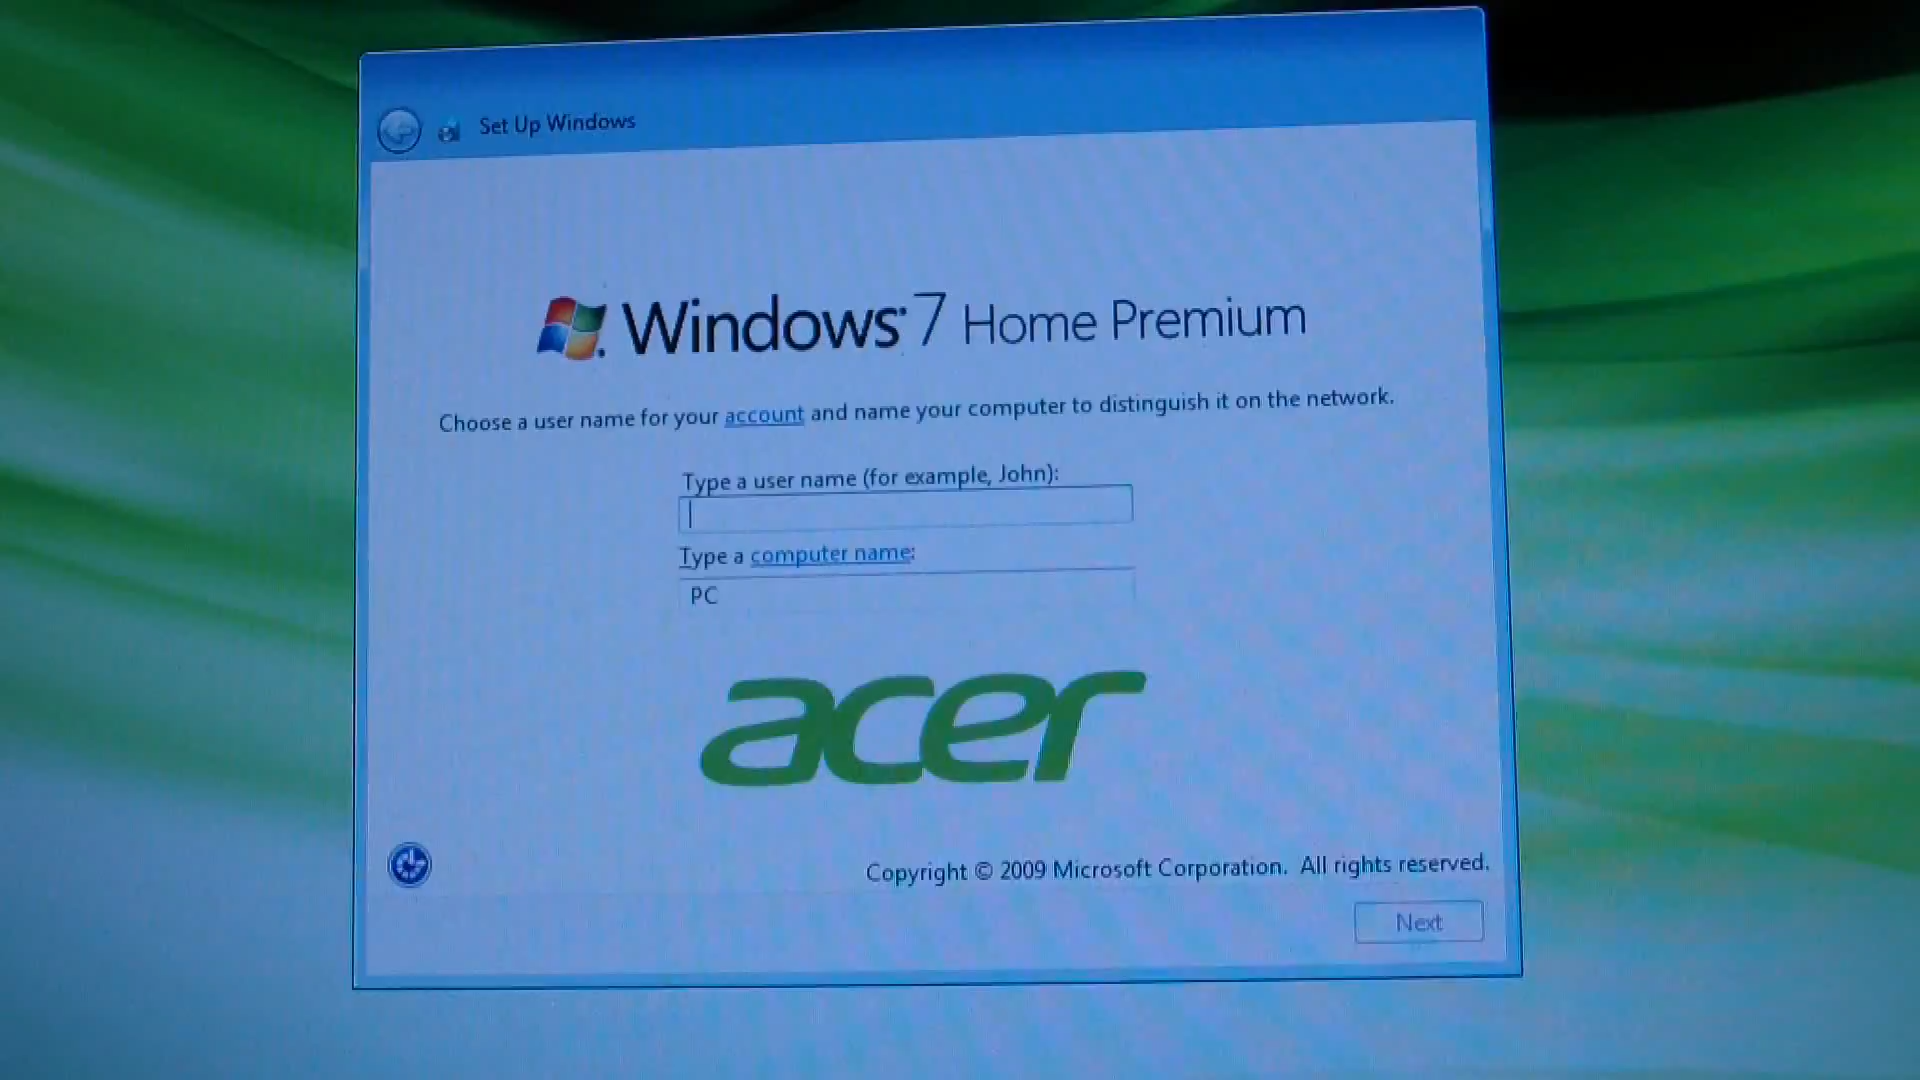 Set Up Windows
Windows 7 Home Premium
Choose a user name for your account and name your computer to distinguish it on the network.
Type a user name (for example, John):
Type a computer name:
PC
acer
Copyright © 2009 Microsoft Corporation. All rights reserved.
Next